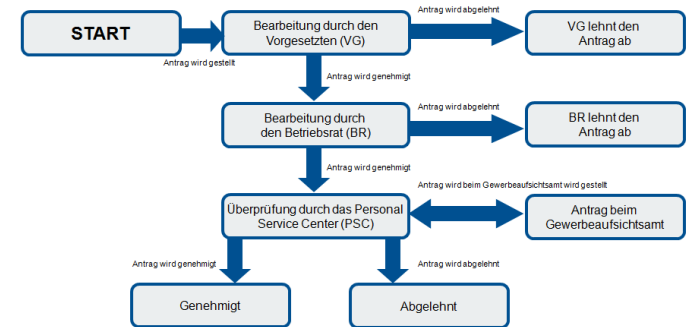 START
Antrag wird gestellt
Bearbeitung durch den
Vorgesetzten (VG)
Antrag wird abgelehnt
VG lehnt den
Antrag ab
Antrag wird genehmigt
Bearbeitung durch
den Betriebsrat (BR)
Antrag wird abgelehnt
BR lehnt den
Antrag ab
Antrag wird genehmigt
Überprüfung durch das Personal
Service Center (PSC)
Antrag wird beim Gewerbeaufsichtsamt wird gestellt
Antrag beim
Gewerbeaufsichtsamt
Antrag wird genehmigt
Antrag wird abgelehnt
Genehmigt
Abgelehnt